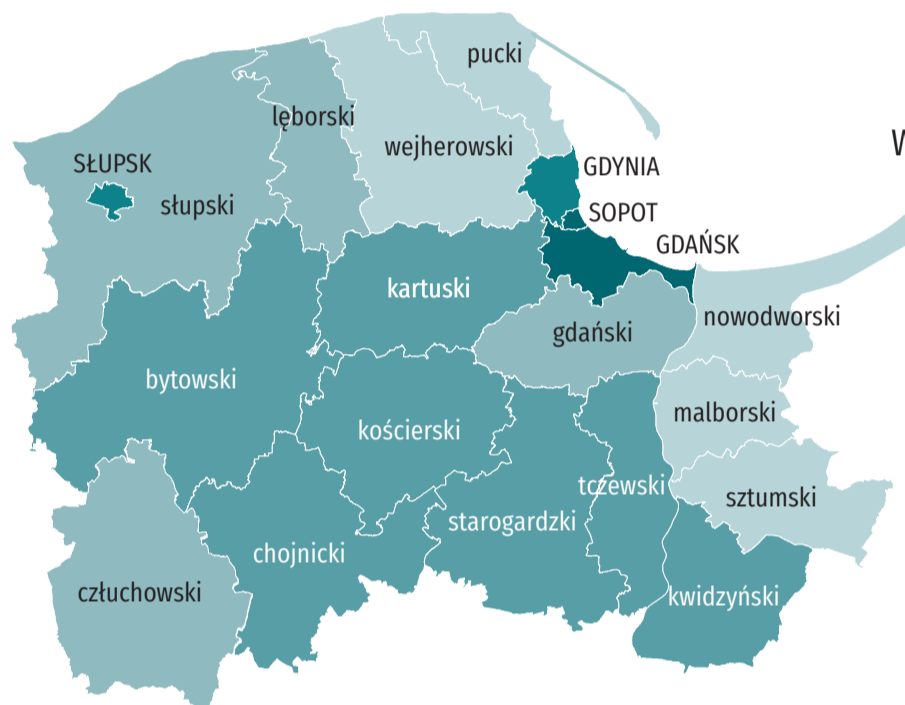 pucki
lęborski
wejherowski
W
SŁUPSK
GDYNIA
słupski
SOPOT
GDAŃSK
kartuski
nowodworski
gdański
bytowski
malborski
kościerski
tczewski
sztumski
starogardzki
chojnicki
człuchowski
kwidzyński